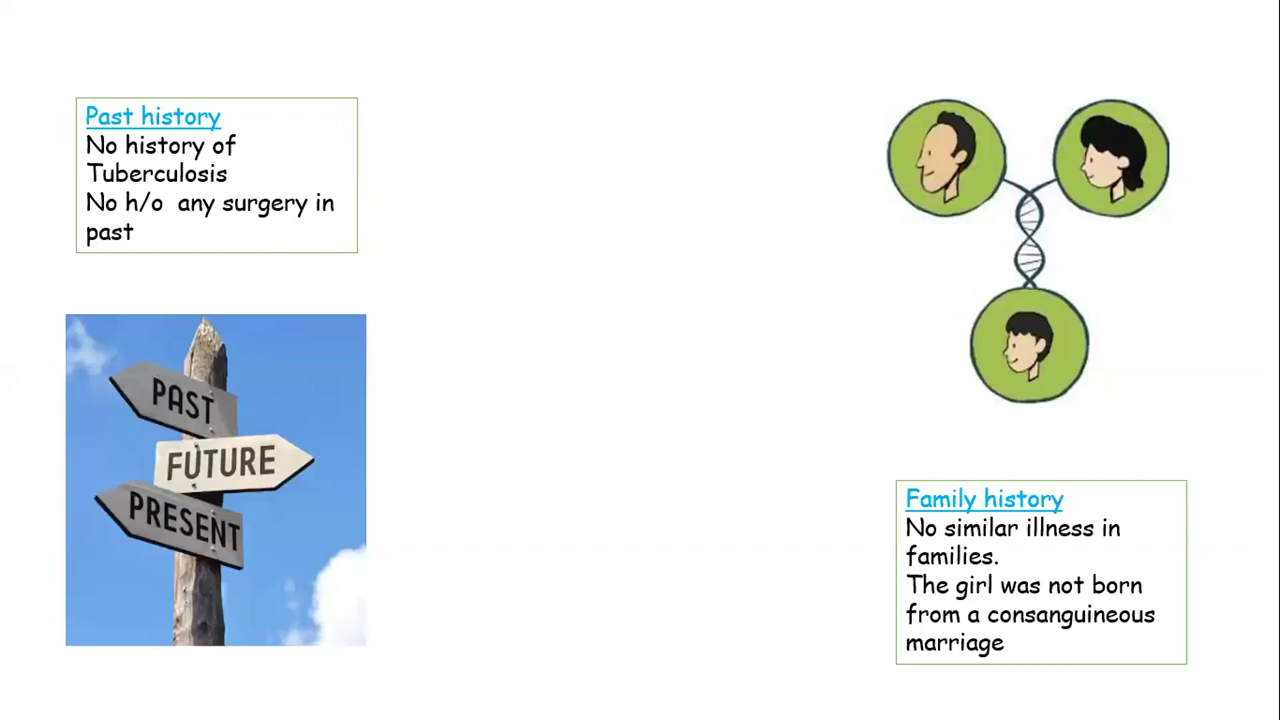 Past history
No history of
Tuberculosis
No h/o any surgery in
past
PAST
FUTURE
PRESENT
Family history
No similar illness in
families.
The girl was not born
from a consanguineous
marriage